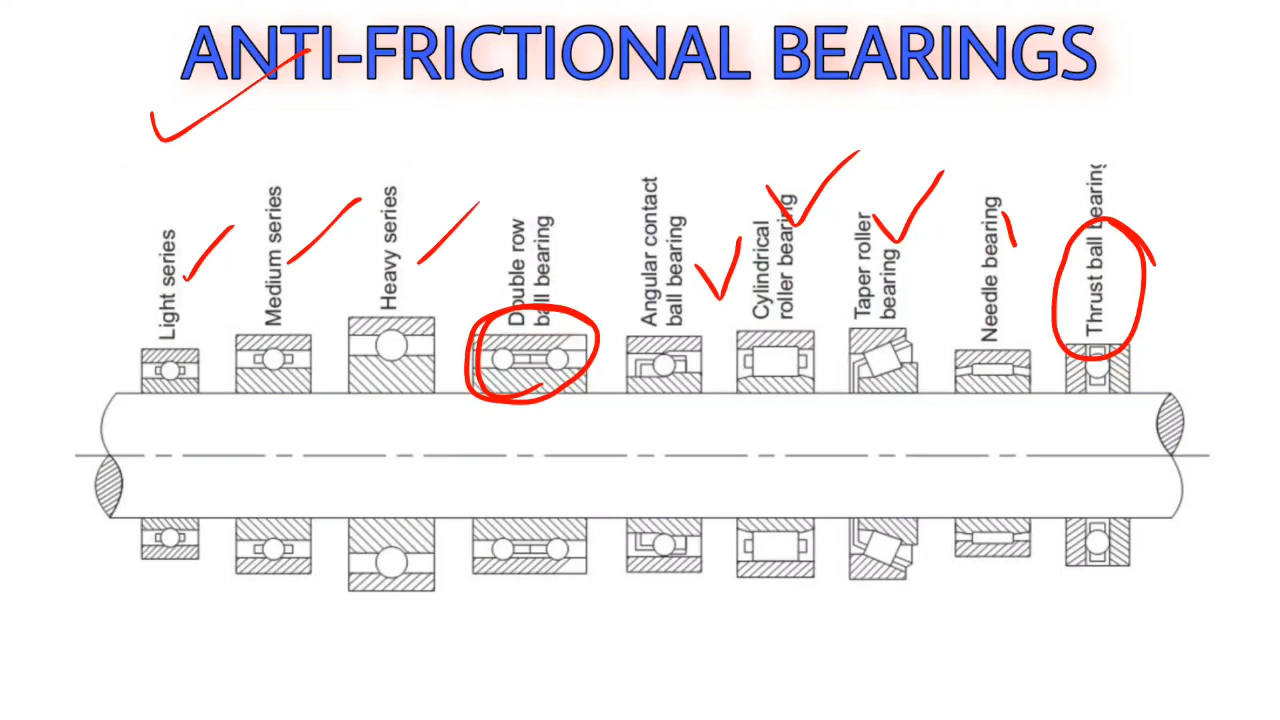 ANTI-FRICTIONAL BEARINGS
Light series
Medium series
Heavy series
Double row
ball bearing
Angular contact
ball bearing
Cylindrical
roller bearing
Taper roller
bearing
Needle bearing
Thrust ball bearing